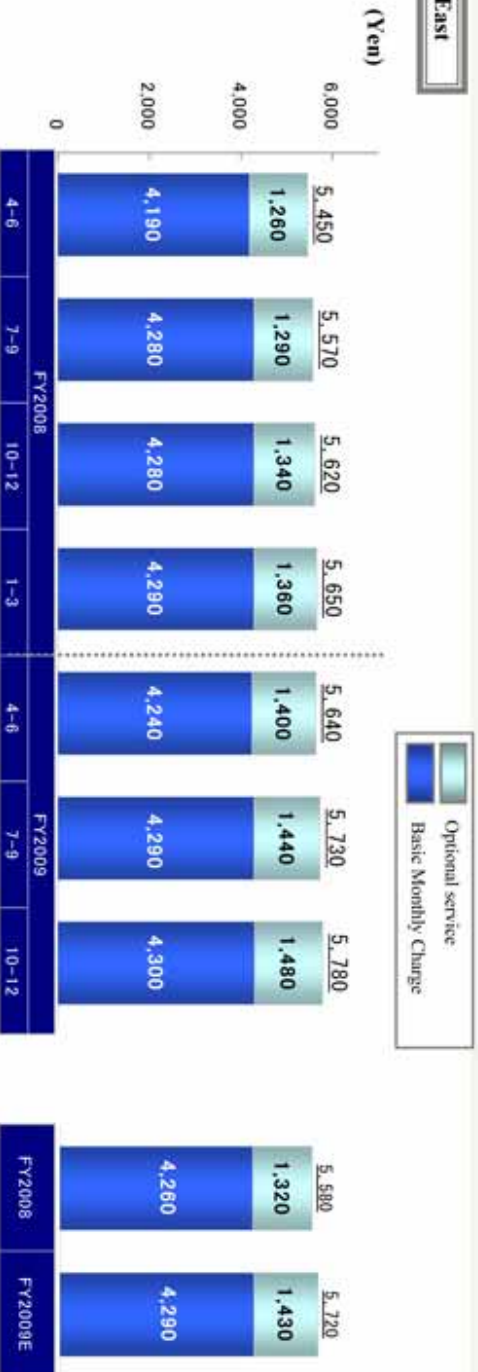 East
(Yen)
Optional service
Basic Monthly Charge
6,000
4,000
2,000
0
5,450 5,570 5,620 5,650 5,640 5,730 5,780 5,580 5,720
1,260 1,290 1,340 1,360 1,400 1,440 1,480 1,320 1,430
4,190 4,280 4,280 4,290 4,240 4,290 4,300 4,260 4,290
4-6 7-9 10-12 1-3 4-6 7-9 10-12
FY2008 FY2009 FY2008 FY2009E